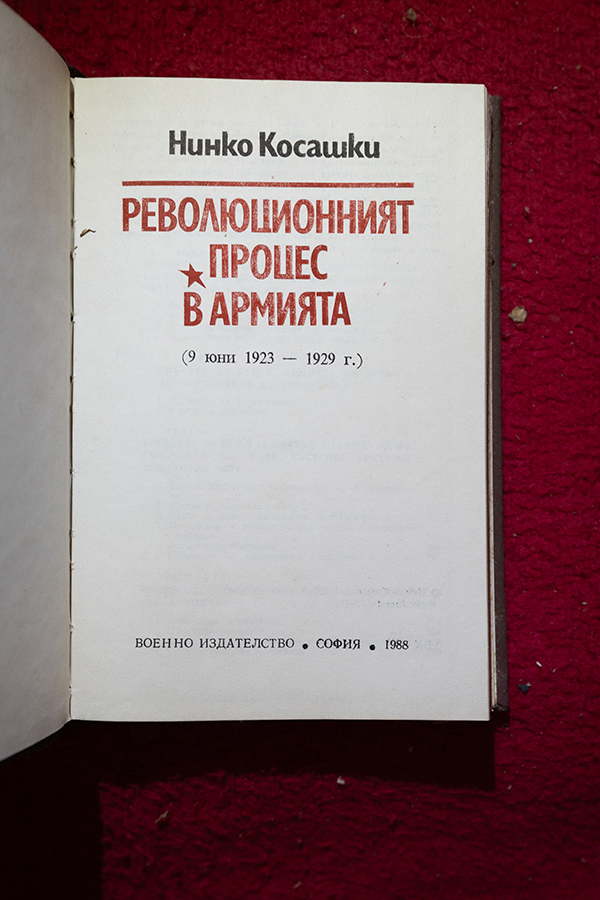 Нинко Косашки
РЕВОЛЮЦИОННИЯТ
ПРОЦЕС
В АРМИЯТА
(9 юни 1923 — 1929 г.)
ВОЕННО ИЗДАТЕЛСТВО • СОФИЯ • 1988